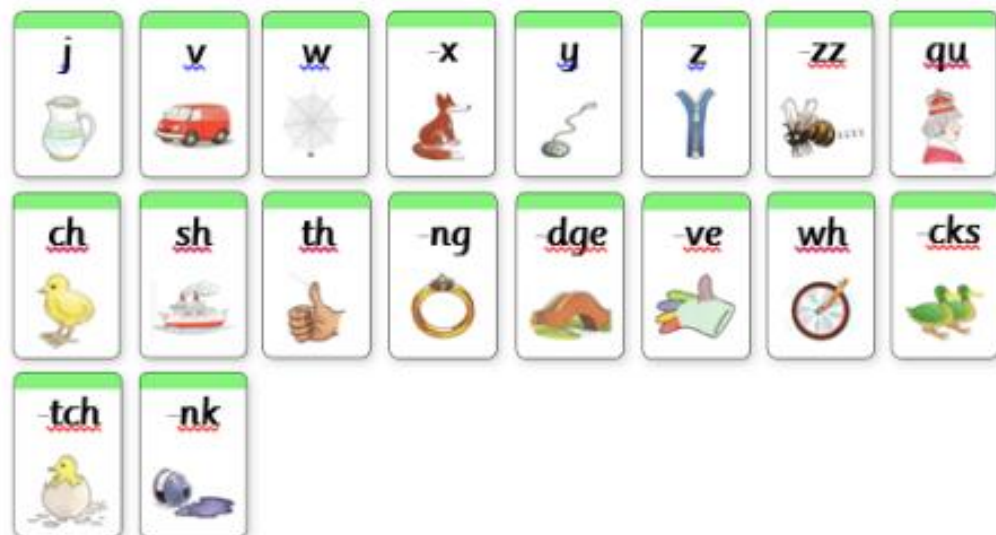 j v w -x y z -zz qu
ch sh th -ng -dge -ve wh -cks
-tch -nk